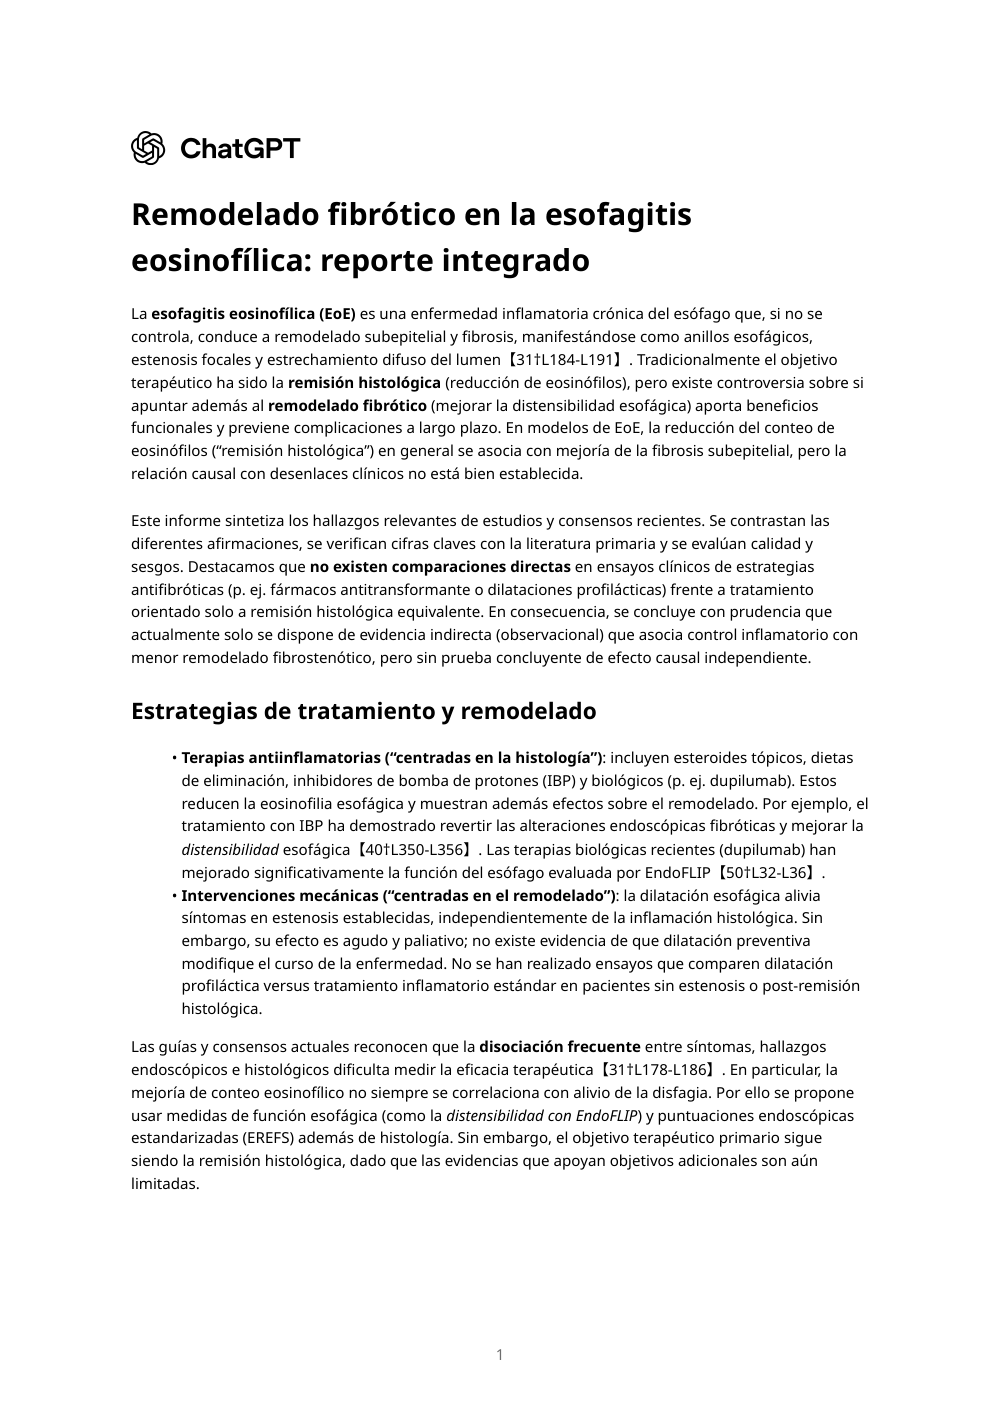 ChatGPT
Remodelado fibrótico en la esofagitis
eosinofílica: reporte integrado
La esofagitis eosinofílica (EoE) es una enfermedad inflamatoria crónica del esófago que, si no se
controla, conduce a remodelado subepitelial y fibrosis, manifestándose como anillos esofágicos,
estenosis focales y estrechamiento difuso del lumen【31†L184-L191】. Tradicionalmente el objetivo
terapéutico ha sido la remisión histológica (reducción de eosinófilos), pero existe controversia sobre si
apuntar además al remodelado fibrótico (mejorar la distensibilidad esofágica) aporta beneficios
funcionales y previene complicaciones a largo plazo. En modelos de EoE, la reducción del conteo de
eosinófilos (“remisión histológica”) en general se asocia con mejoría de la fibrosis subepitelial, pero la
relación causal con desenlaces clínicos no está bien establecida.
Este informe sintetiza los hallazgos relevantes de estudios y consensos recientes. Se contrastan las
diferentes afirmaciones, se verifican cifras claves con la literatura primaria y se evalúan calidad y
sesgos. Destacamos que no existen comparaciones directas en ensayos clínicos de estrategias
antifibróticas (p. ej. fármacos antitransformante o dilataciones profilácticas) frente a tratamiento
orientado solo a remisión histológica equivalente. En consecuencia, se concluye con prudencia que
actualmente solo se dispone de evidencia indirecta (observacional) que asocia control inflamatorio con
menor remodelado fibrostenótico, pero sin prueba concluyente de efecto causal independiente.
Estrategias de tratamiento y remodelado
• Terapias antiinflamatorias (“centradas en la histología”): incluyen esteroides tópicos, dietas
de eliminación, inhibidores de bomba de protones (IBP) y biológicos (p. ej. dupilumab). Estos
reducen la eosinofilia esofágica y muestran además efectos sobre el remodelado. Por ejemplo, el
tratamiento con IBP ha demostrado revertir las alteraciones endoscópicas fibróticas y mejorar la
distensibilidad esofágica【40†L350-L356】. Las terapias biológicas recientes (dupilumab) han
mejorado significativamente la función del esófago evaluada por EndoFLIP【50†L32-L36】.
• Intervenciones mecánicas (“centradas en el remodelado”): la dilatación esofágica alivia
síntomas en estenosis establecidas, independientemente de la inflamación histológica. Sin
embargo, su efecto es agudo y paliativo; no existe evidencia de que dilatación preventiva
modifique el curso de la enfermedad. No se han realizado ensayos que comparen dilatación
profiláctica versus tratamiento inflamatorio estándar en pacientes sin estenosis o post-remisión
histológica.
Las guías y consensos actuales reconocen que la disociación frecuente entre síntomas, hallazgos
endoscópicos e histológicos dificulta medir la eficacia terapéutica【31†L178-L186】. En particular, la
mejoría de conteo eosinofílico no siempre se correlaciona con alivio de la disfagia. Por ello se propone
usar medidas de función esofágica (como la distensibilidad con EndoFLIP) y puntuaciones endoscópicas
estandarizadas (EREFS) además de histología. Sin embargo, el objetivo terapéutico primario sigue
siendo la remisión histológica, dado que las evidencias que apoyan objetivos adicionales son aún
limitadas.
1